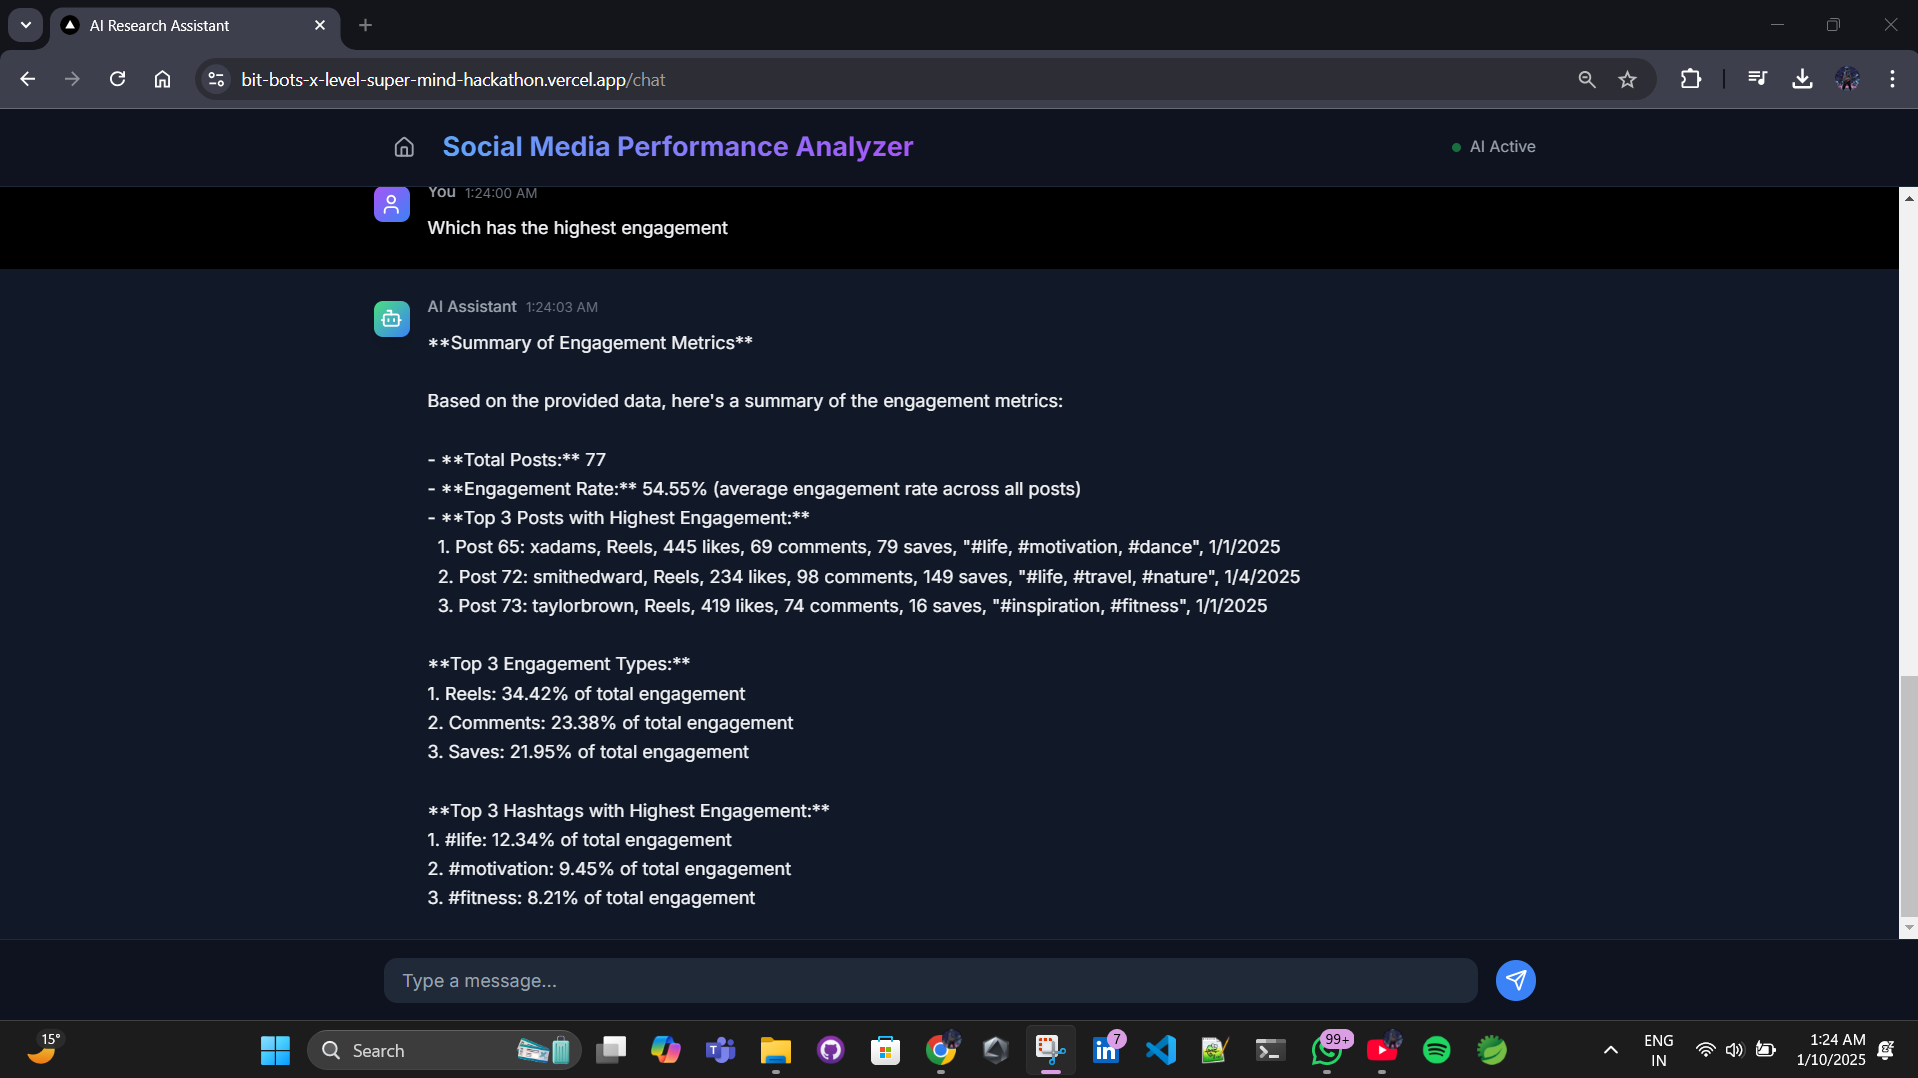 AI Research Assistant
bit-bots-x-level-super-mind-hackathon.vercel.app/chat
Social Media Performance Analyzer
AI Active
You 1:24:00 AM
Which has the highest engagement
AI Assistant 1:24:03 AM
**Summary of Engagement Metrics**
Based on the provided data, here's a summary of the engagement metrics:
- **Total Posts:** 77
- **Engagement Rate:** 54.55% (average engagement rate across all posts)
- **Top 3 Posts with Highest Engagement:**
1. Post 65: xadams, Reels, 445 likes, 69 comments, 79 saves, "#life, #motivation, #dance", 1/1/2025
2. Post 72: smithedward, Reels, 234 likes, 98 comments, 149 saves, "#life, #travel, #nature", 1/4/2025
3. Post 73: taylorbrown, Reels, 419 likes, 74 comments, 16 saves, "#inspiration, #fitness", 1/1/2025
**Top 3 Engagement Types:**
1. Reels: 34.42% of total engagement
2. Comments: 23.38% of total engagement
3. Saves: 21.95% of total engagement
**Top 3 Hashtags with Highest Engagement:**
1. #life: 12.34% of total engagement
2. #motivation: 9.45% of total engagement
3. #fitness: 8.21% of total engagement
Type a message...
15°
Search
7
99+
ENG
IN
1:24 AM
1/10/2025